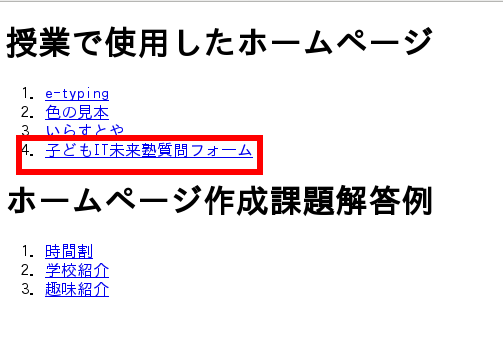 授業で使用したホームページ
1. e-typing
2. 色の見本
3. いらすとや
4. 子どもIT未来塾質問フォーム
ホームページ作成課題解答例
1. 時間割
2. 学校紹介
3. 趣味紹介